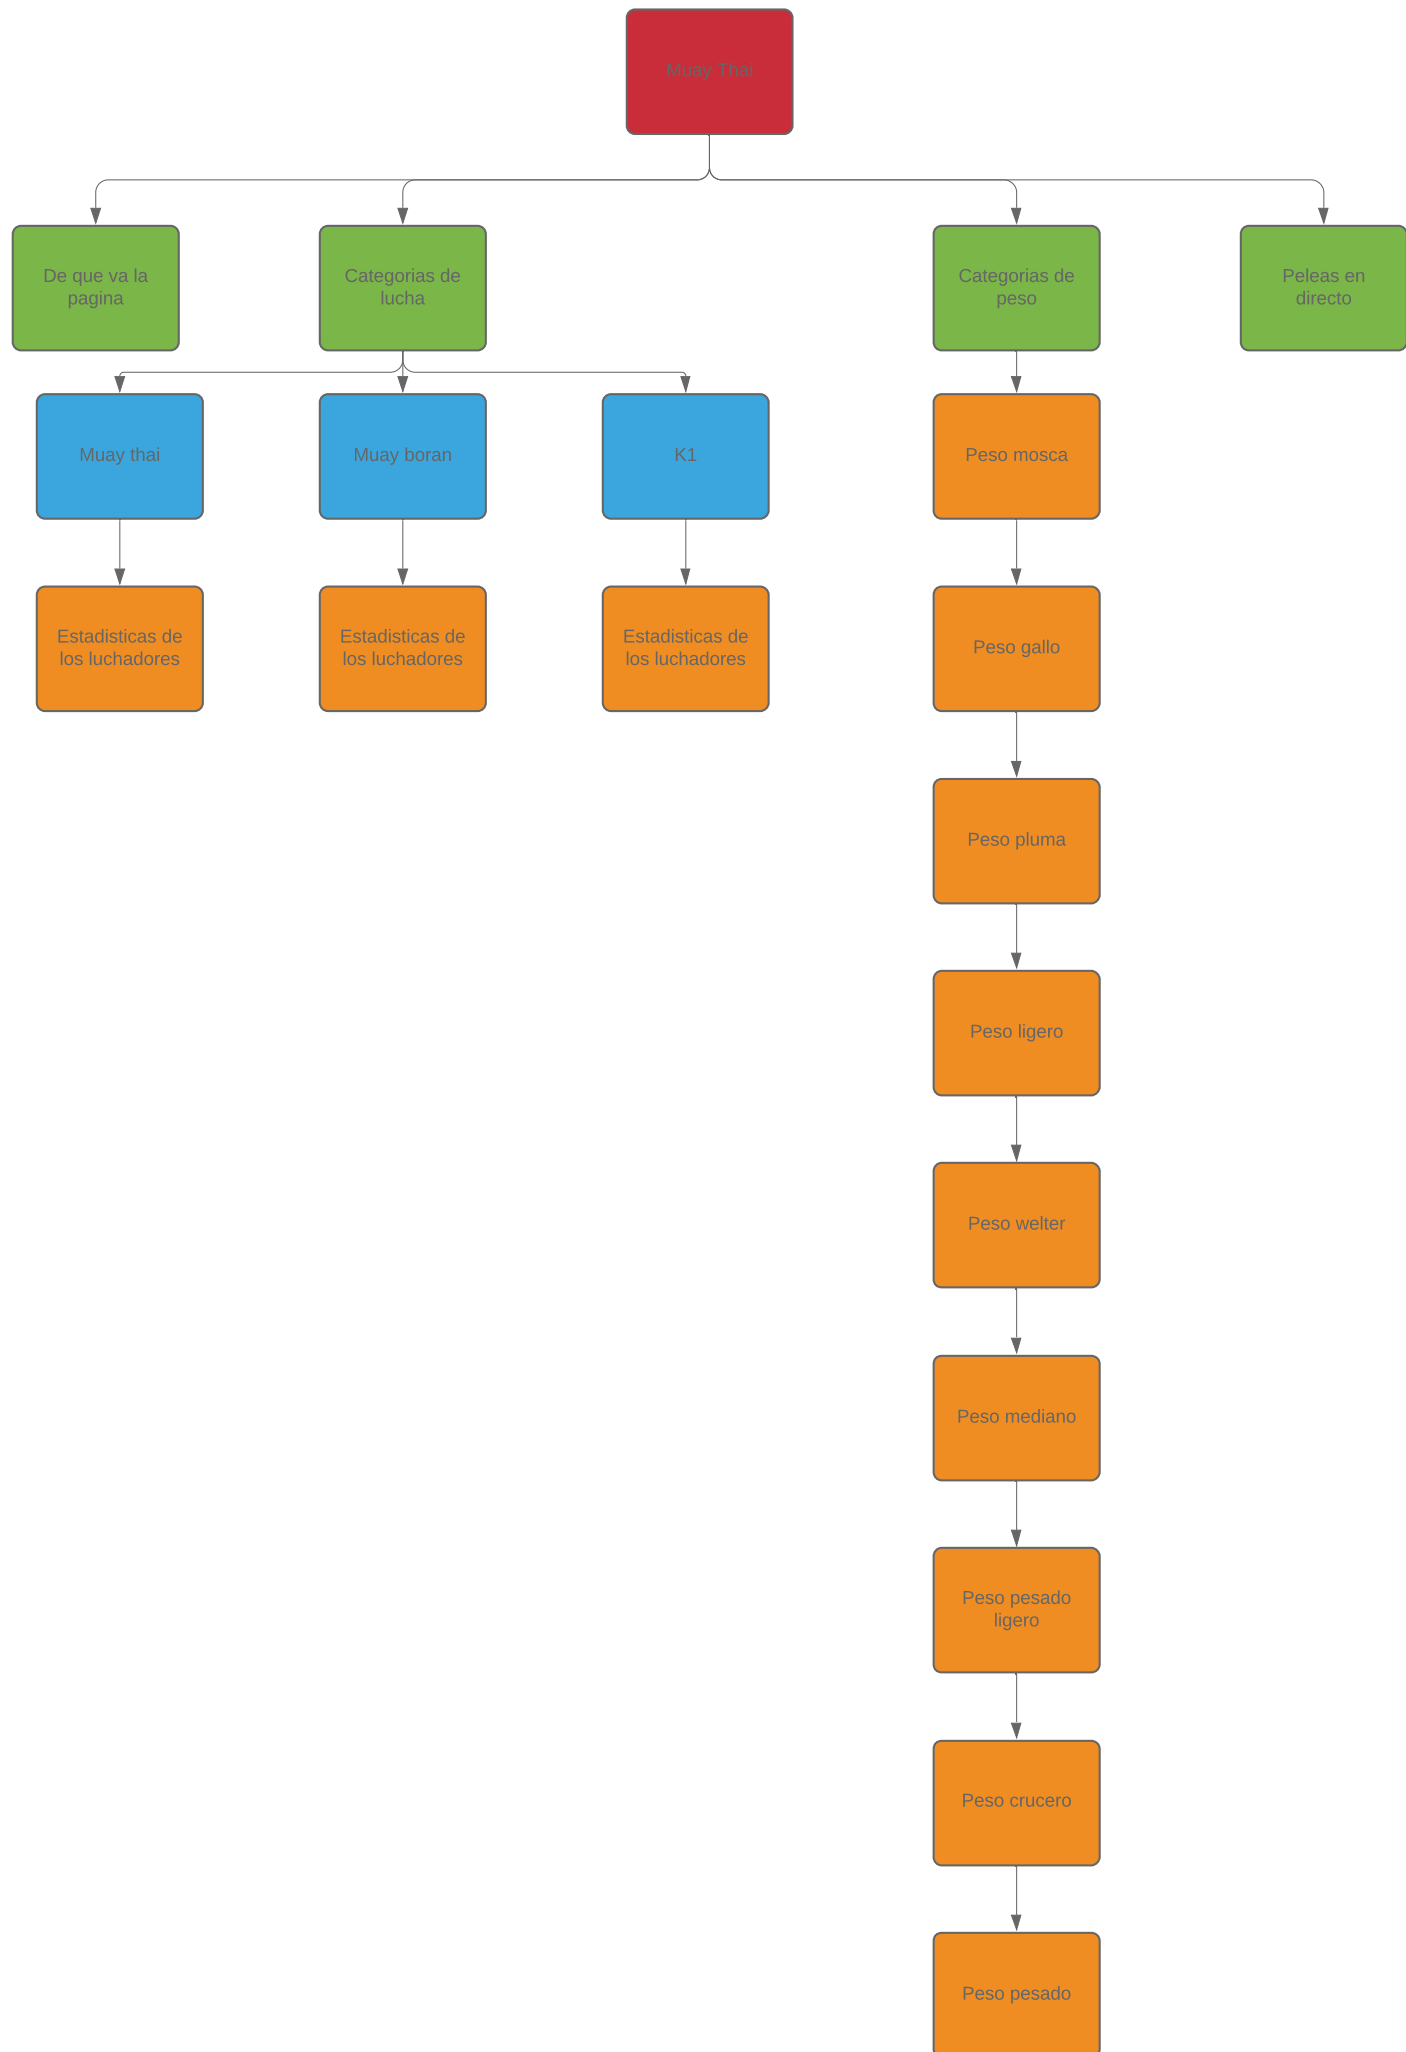 Muay Thai
De que va la
pagina
Categorias de
lucha
Categorias de
peso
Peleas en
directo
Muay thai
Muay boran
K1
Peso mosca
Estadisticas de
los luchadores
Estadisticas de
los luchadores
Estadisticas de
los luchadores
Peso gallo
Peso pluma
Peso ligero
Peso welter
Peso mediano
Peso pesado
ligero
Peso crucero
Peso pesado